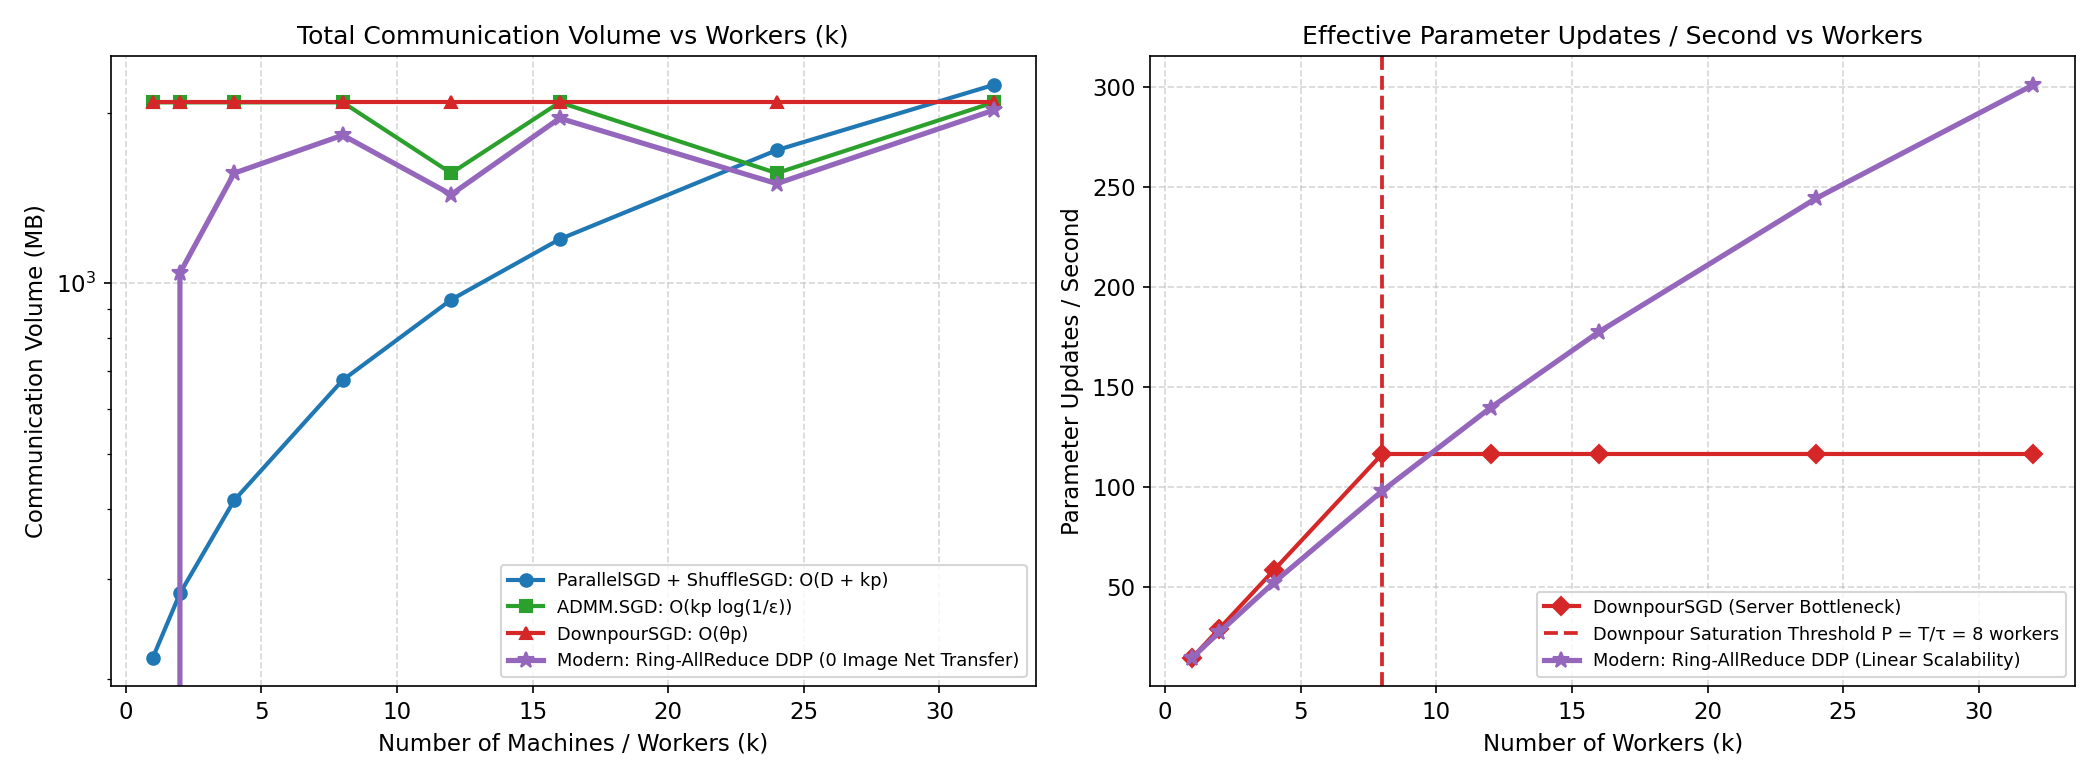 Total Communication Volume vs Workers (k)
Communication Volume (MB)
10³
ParallelSGD + ShuffleSGD: O(D + kp)
ADMM.SGD: O(kp log(1/ε))
DownpourSGD: O(θp)
Modern: Ring-AllReduce DDP (0 Image Net Transfer)
0 5 10 15 20 25 30
Number of Machines / Workers (k)
Effective Parameter Updates / Second vs Workers
Parameter Updates / Second
300
250
200
150
100
50
DownpourSGD (Server Bottleneck)
Downpour Saturation Threshold P = T/τ = 8 workers
Modern: Ring-AllReduce DDP (Linear Scalability)
0 5 10 15 20 25 30
Number of Workers (k)